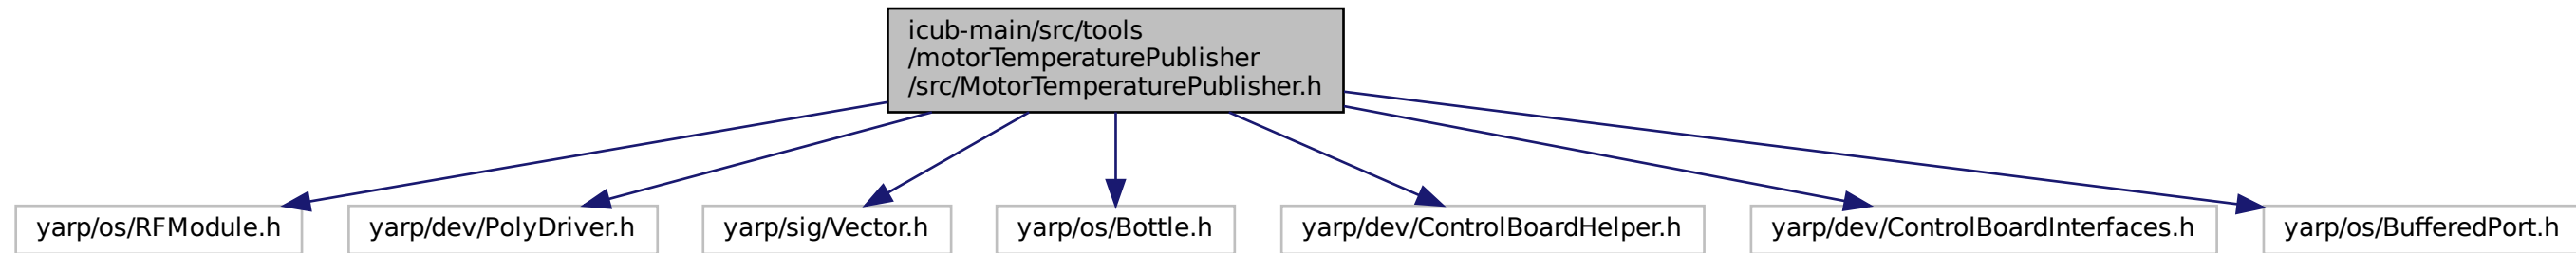 icub-main/src/tools
/motorTemperaturePublisher
/src/MotorTemperaturePublisher.h
yarp/os/RFModule.h
yarp/dev/PolyDriver.h
yarp/sig/Vector.h
yarp/os/Bottle.h
yarp/dev/ControlBoardHelper.h
yarp/dev/ControlBoardInterfaces.h
yarp/os/BufferedPort.h